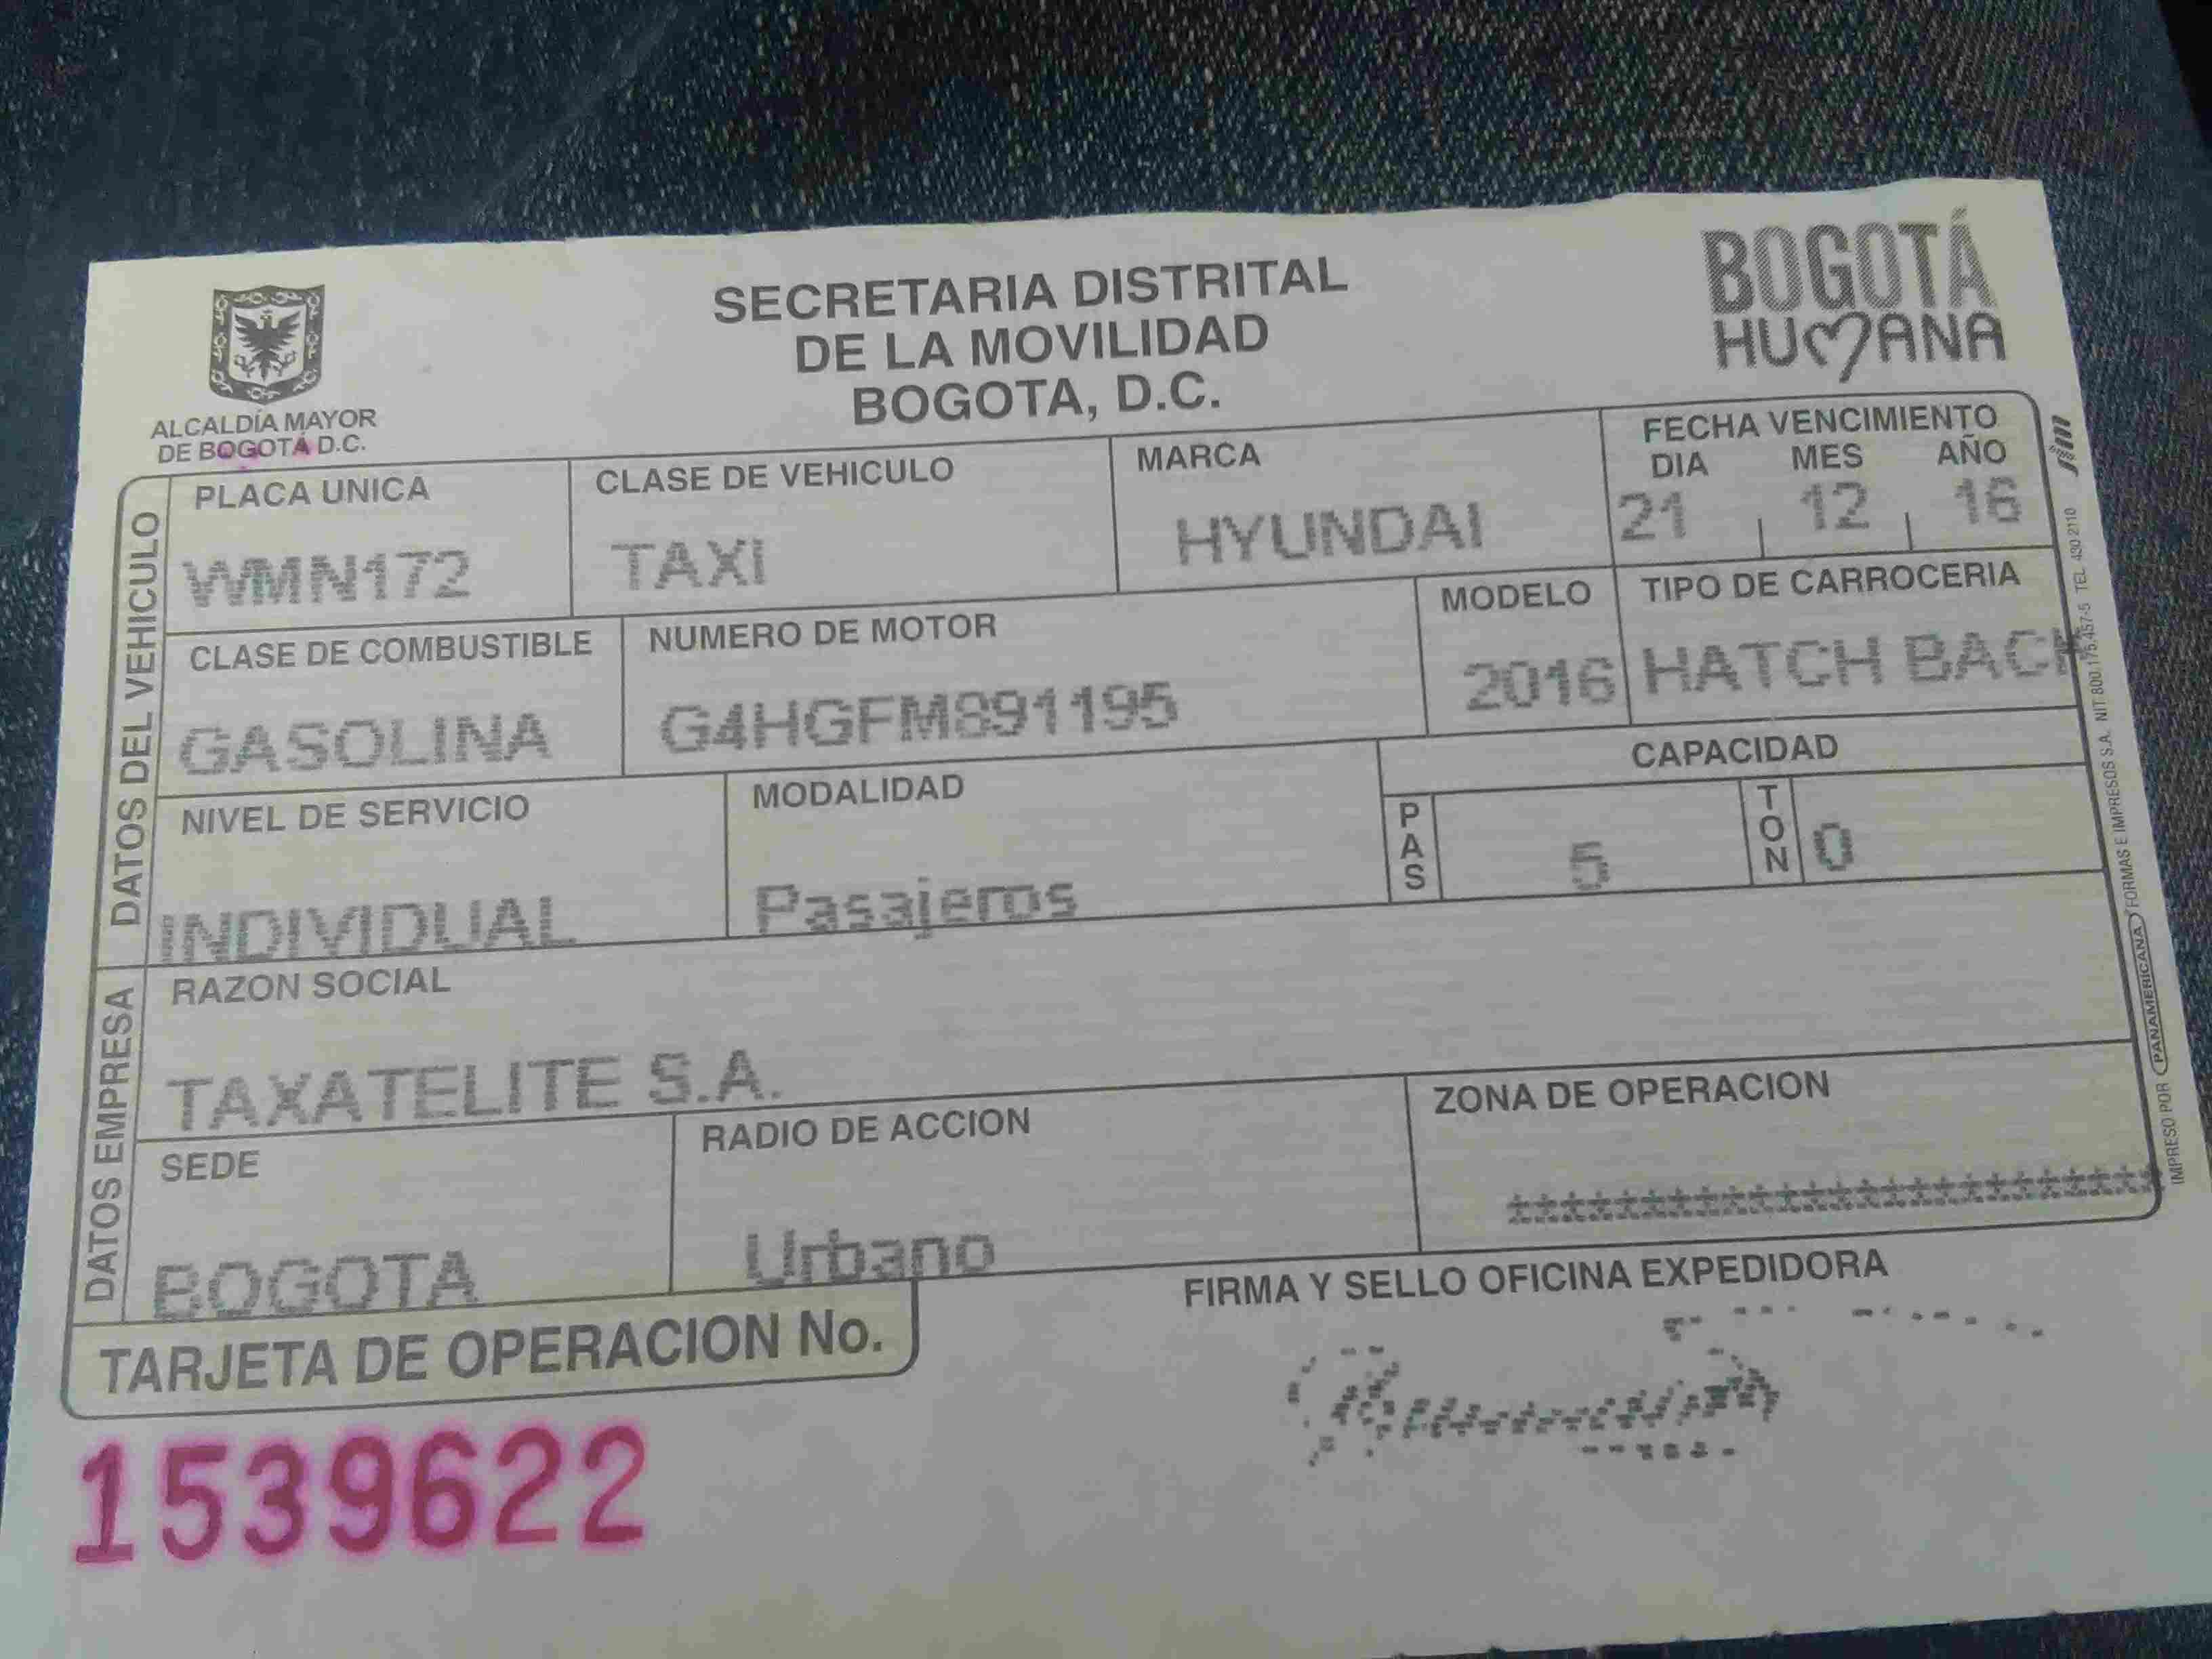 SECRETARIA DISTRITAL
DE LA MOVILIDAD
BOGOTA, D.C.
BOGOTÁ
HUMANA
ALCALDÍA MAYOR
DE BOGOTÁ D.C.
DATOS DEL VEHICULO
PLACA UNICA
WMN172
CLASE DE VEHICULO
TAXI
MARCA
HYUNDAI
FECHA VENCIMIENTO
DIA MES AÑO
21 12 16
CLASE DE COMBUSTIBLE
GASOLINA
NUMERO DE MOTOR
G4HGFM891195
MODELO
2016
TIPO DE CARROCERIA
HATCH BACK
NIVEL DE SERVICIO
INDIVIDUAL
MODALIDAD
Pasajeros
CAPACIDAD
PAS
5
TON
0
DATOS EMPRESA
RAZON SOCIAL
TAXATELITE S.A.
SEDE
BOGOTA
RADIO DE ACCION
Urbano
ZONA DE OPERACION
************************
TARJETA DE OPERACION No.
1539622
FIRMA Y SELLO OFICINA EXPEDIDORA
IMPRESO POR PANAMERICANA FORMAS E IMPRESOS S.A. NIT. 800.175.457-5 TEL. 430 2110
sim